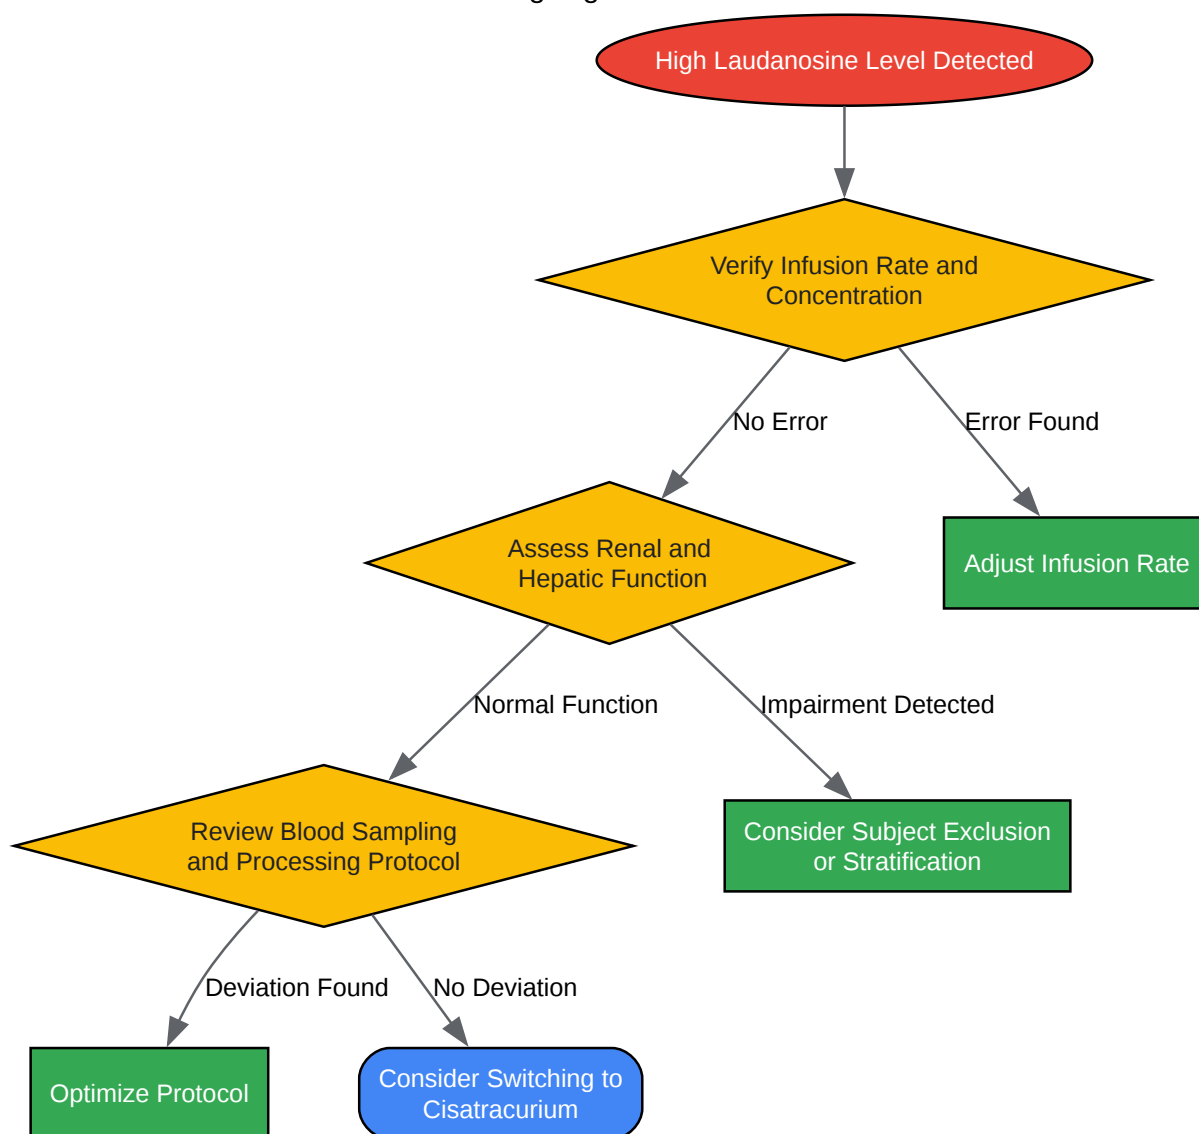 High Laudanosine Level Detected
Verify Infusion Rate and
Concentration
No Error
Error Found
Assess Renal and
Hepatic Function
Adjust Infusion Rate
Normal Function
Impairment Detected
Review Blood Sampling
and Processing Protocol
Consider Subject Exclusion
or Stratification
Deviation Found
No Deviation
Optimize Protocol
Consider Switching to
Cisatracurium